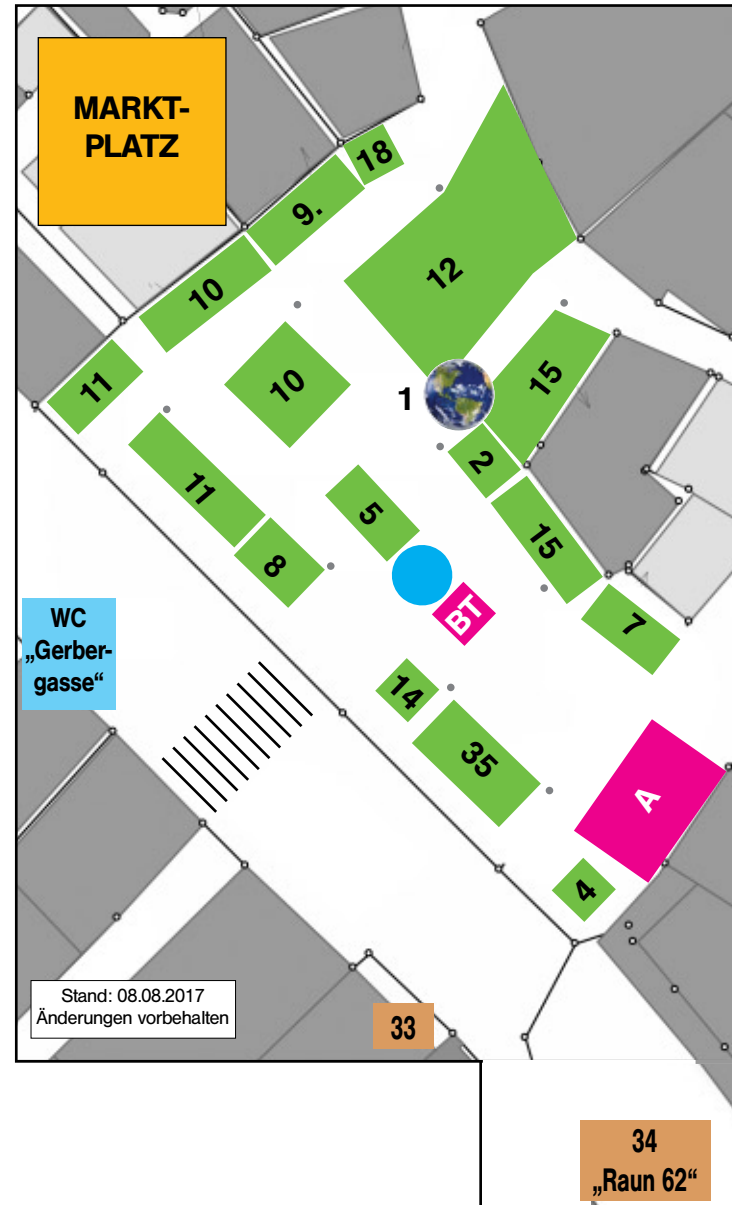 MARKT-
PLATZ
18
9.
12
10
15
11
10
1
2
11
5
15
8
BT
7
WC
„Gerber-
gasse“
14
35
A
4
Stand: 08.08.2017
Änderungen vorbehalten
33
34
„Raun 62“